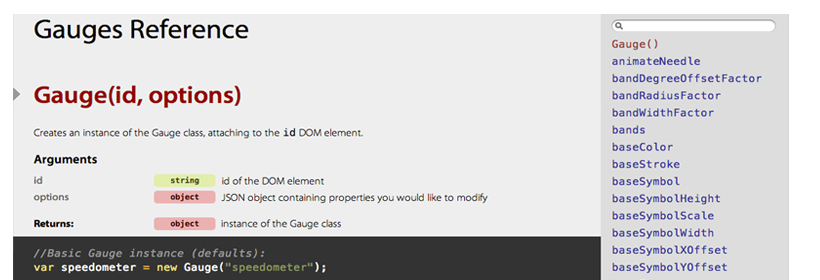 Gauges Reference
Gauge(id, options)
Creates an instance of the Gauge class, attaching to the id DOM element.
Arguments
id string id of the DOM element
options object JSON object containing properties you would like to modify
Returns: object instance of the Gauge class
//Basic Gauge instance (defaults):
var speedometer = new Gauge("speedometer");
Gauge()
animateNeedle
bandDegreeOffsetFactor
bandRadiusFactor
bandWidthFactor
bands
baseColor
baseStroke
baseSymbol
baseSymbolHeight
baseSymbolScale
baseSymbolWidth
baseSymbolXOffset
baseSymbolYOffset